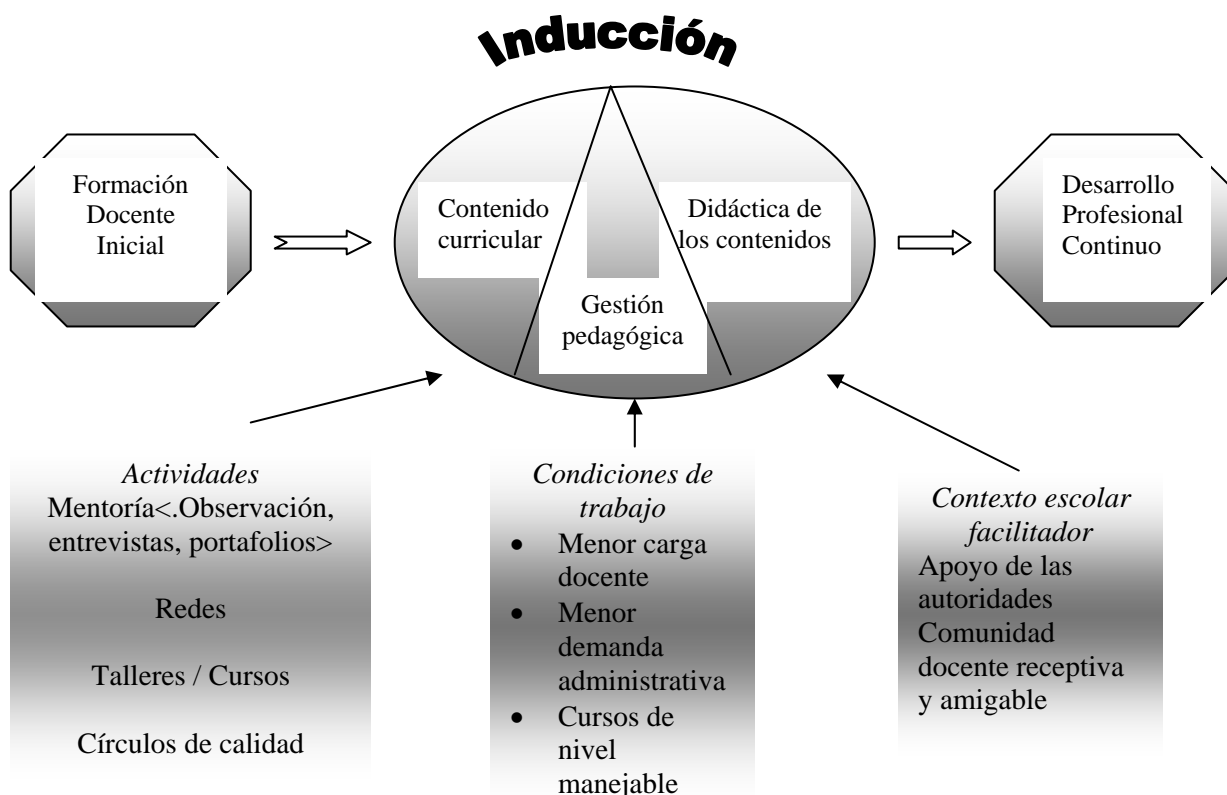 Inducción
Formación
Docente
Inicial
Contenido
curricular
Didáctica de
los contenidos
Gestión
pedagógica
Desarrollo
Profesional
Continuo
Actividades
Mentoría<.Observación,
entrevistas, portafolios>
Redes
Talleres / Cursos
Círculos de calidad
Condiciones de
trabajo
• Menor carga
docente
• Menor
demanda
administrativa
• Cursos de
nivel
manejable
Contexto escolar
facilitador
Apoyo de las
autoridades
Comunidad
docente receptiva
y amigable